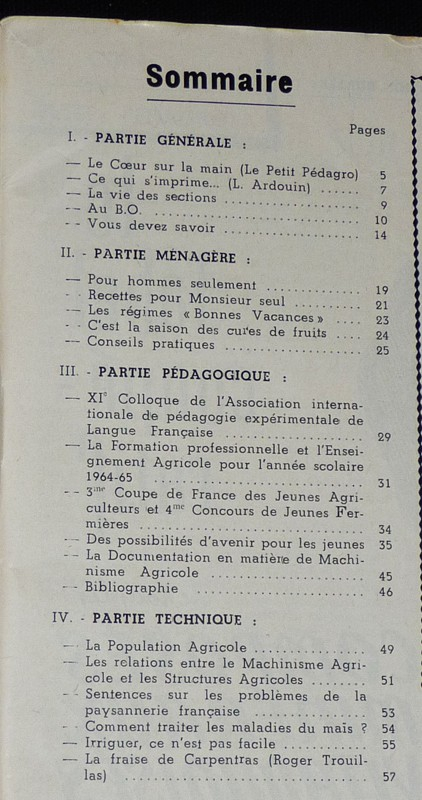 Sommaire
Pages
I. - PARTIE GÉNÉRALE :
— Le Cœur sur la main (Le Petit Pédagro) 5
— Ce qui s'imprime... (L. Ardouin) ...... 7
— La vie des sections .................... 9
-- Au B.O. .............................. 10
-- Vous devez savoir .................... 14
II. - PARTIE MÉNAGÈRE :
— Pour hommes seulement .............. 19
- - Recettes pour Monsieur seul .......... 21
— Les régimes « Bonnes Vacances » .... 23
- - C'est la saison des cures de fruits .... 24
— Conseils pratiques .................... 25
III. - PARTIE PÉDAGOGIQUE :
— XIe Colloque de l'Association interna-
tionale de pédagogie expérimentale de
Langue Française .................... 29
— La Formation professionnelle et l'Ensei-
gnement Agricole pour l'année scolaire
1964-65 .............................. 31
-- 3me Coupe de France des Jeunes Agri-
culteurs et 4me Concours de Jeunes Fer-
mières .............................. 34
— Des possibilités d'avenir pour les jeunes 35
-- La Documentation en matière de Machi-
nisme Agricole ...................... 45
-- Bibliographie ........................ 46
IV. - PARTIE TECHNIQUE :
— La Population Agricole ................ 49
— Les relations entre le Machinisme Agri-
cole et les Structures Agricoles ........ 51
-- Sentences sur les problèmes de la
paysannerie française ................ 53
- - Comment traiter les maladies du maïs ? 54
— Irriguer, ce n'est pas facile ............ 55
— La fraise de Carpentras (Roger Trouil-
las) .................................. 57